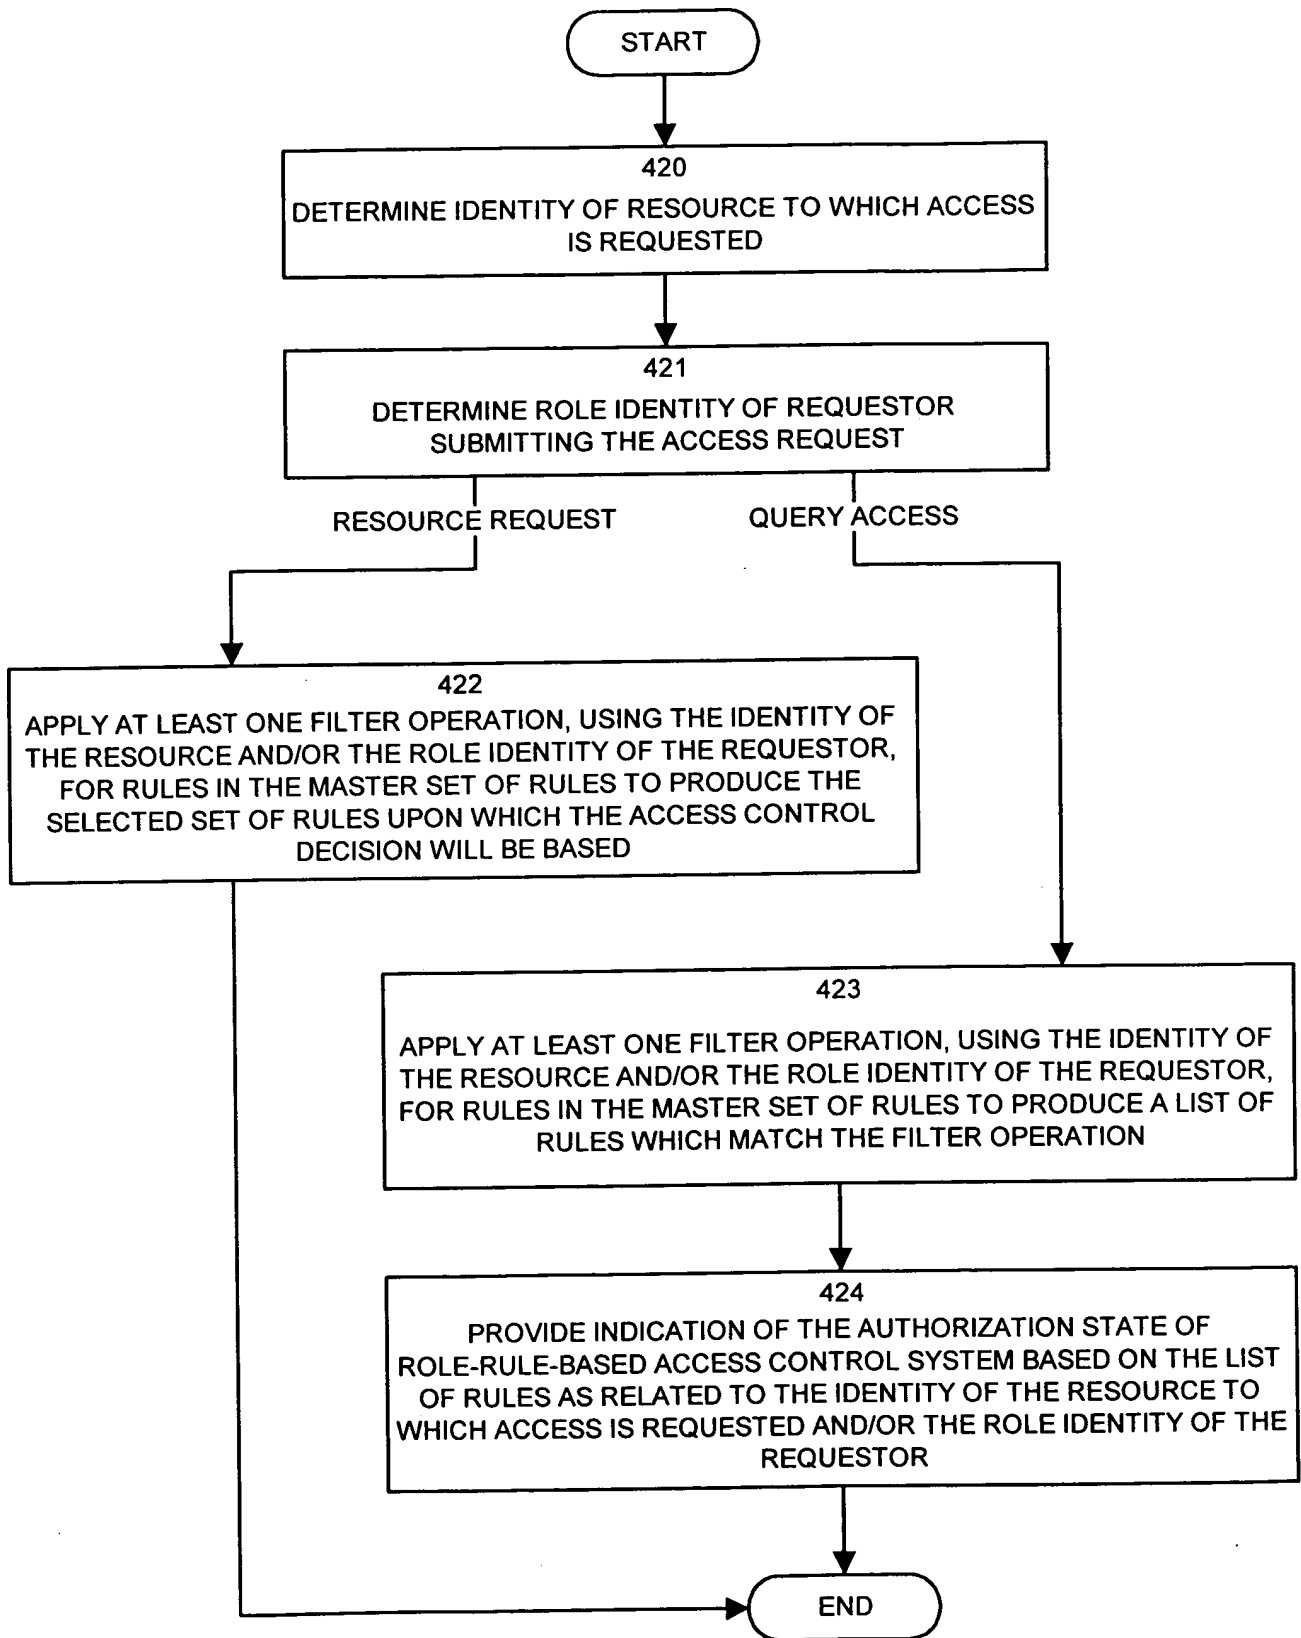 START
420
DETERMINE IDENTITY OF RESOURCE TO WHICH ACCESS
IS REQUESTED
421
DETERMINE ROLE IDENTITY OF REQUESTOR
SUBMITTING THE ACCESS REQUEST
RESOURCE REQUEST
QUERY ACCESS
422
APPLY AT LEAST ONE FILTER OPERATION, USING THE IDENTITY OF
THE RESOURCE AND/OR THE ROLE IDENTITY OF THE REQUESTOR,
FOR RULES IN THE MASTER SET OF RULES TO PRODUCE THE
SELECTED SET OF RULES UPON WHICH THE ACCESS CONTROL
DECISION WILL BE BASED
423
APPLY AT LEAST ONE FILTER OPERATION, USING THE IDENTITY OF
THE RESOURCE AND/OR THE ROLE IDENTITY OF THE REQUESTOR,
FOR RULES IN THE MASTER SET OF RULES TO PRODUCE A LIST OF
RULES WHICH MATCH THE FILTER OPERATION
424
PROVIDE INDICATION OF THE AUTHORIZATION STATE OF
ROLE-RULE-BASED ACCESS CONTROL SYSTEM BASED ON THE LIST
OF RULES AS RELATED TO THE IDENTITY OF THE RESOURCE TO
WHICH ACCESS IS REQUESTED AND/OR THE ROLE IDENTITY OF THE
REQUESTOR
END